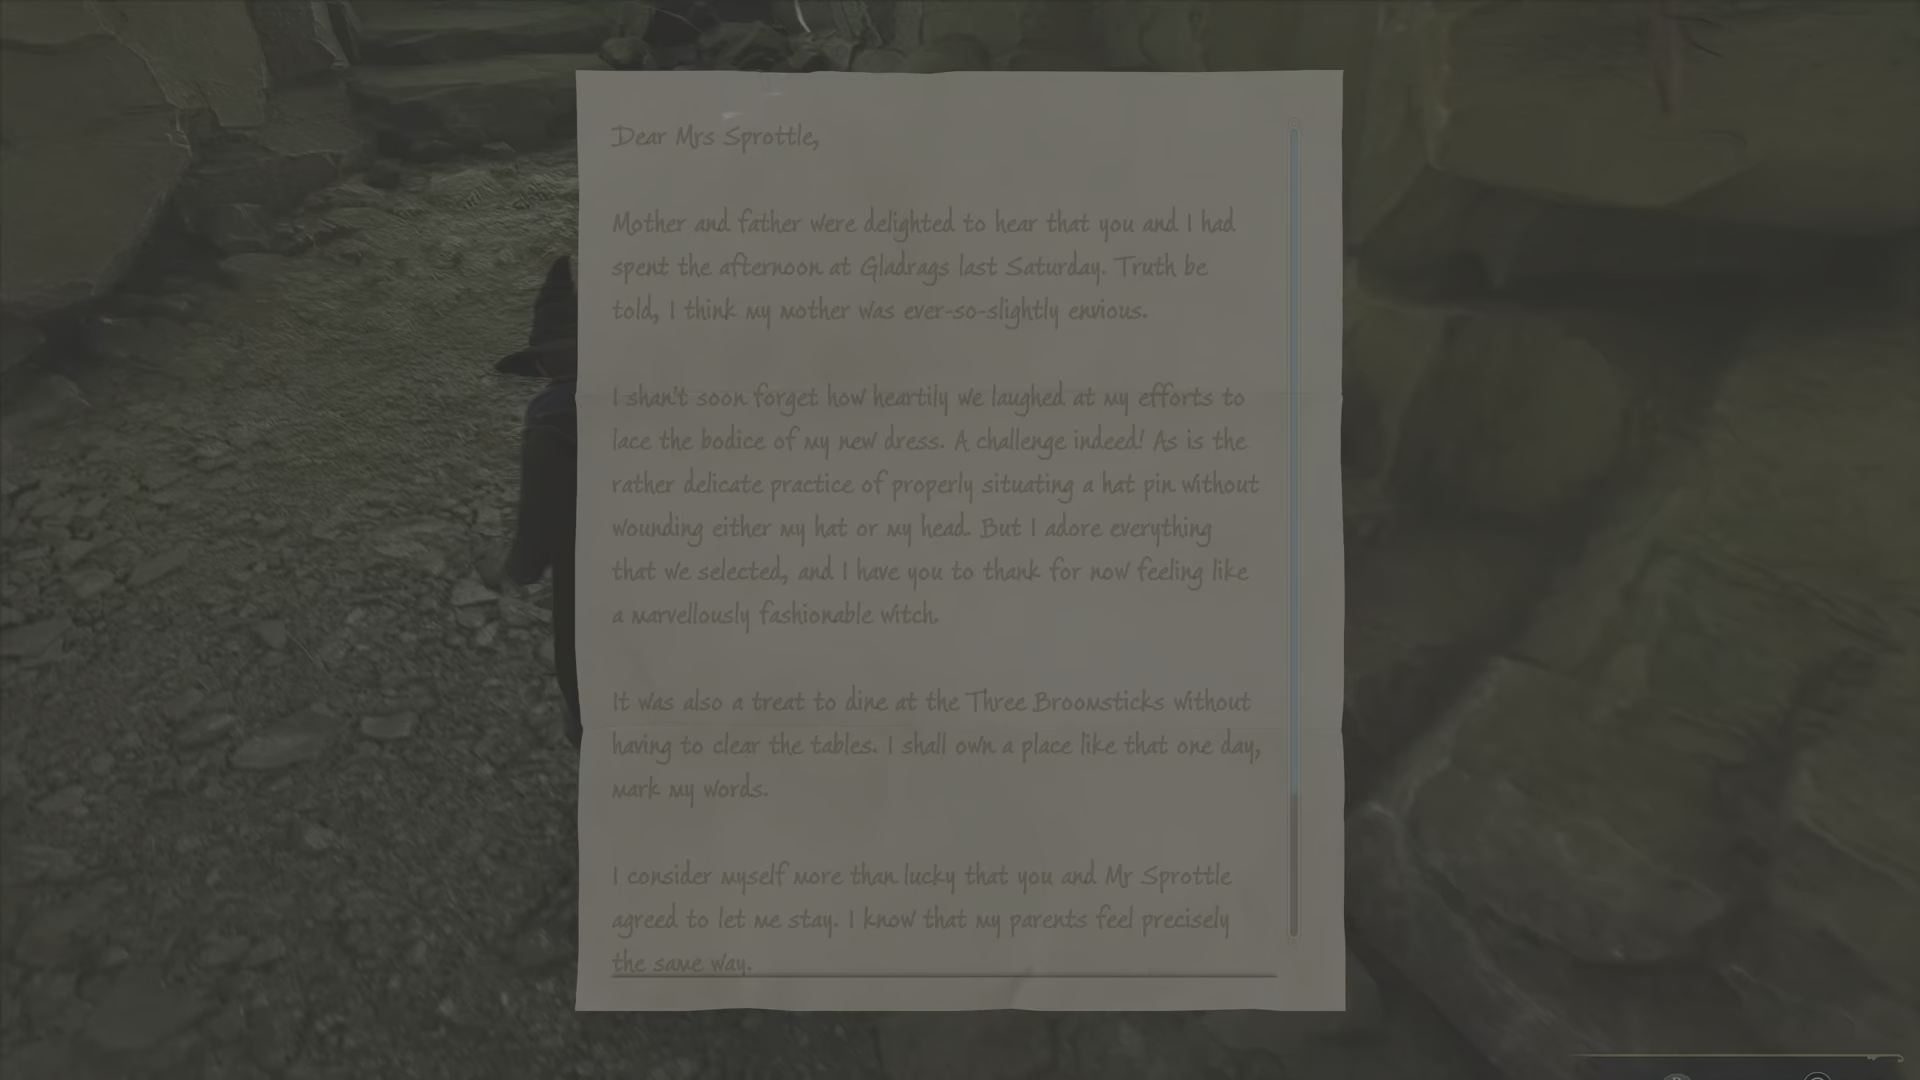 Dear Mrs Sprottle,
Mother and father were delighted to hear that you and I had
spent the afternoon at Gladrags last Saturday. Truth be
told, I think my mother was ever-so-slightly envious.
I shan't soon forget how heartily we laughed at my efforts to
lace the bodice of my new dress. A challenge indeed! As is the
rather delicate practice of properly situating a hat pin without
wounding either my hat or my head. But I adore everything
that we selected, and I have you to thank for now feeling like
a marvellously fashionable witch.
It was also a treat to dine at the Three Broomsticks without
having to clear the tables. I shall own a place like that one day,
mark my words.
I consider myself more than lucky that you and Mr Sprottle
agreed to let me stay. I know that my parents feel precisely
the same way.